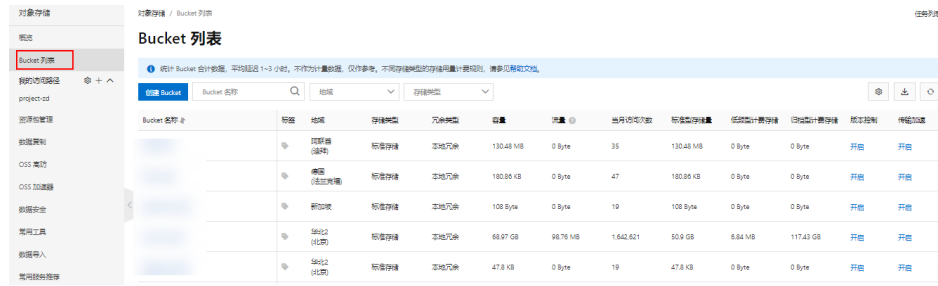 对象存储
对象存储 / Bucket 列表
任务列表
概览
Bucket 列表
Bucket 列表
我的访问路径
project-zd
资源包管理
数据复制
OSS 高防
OSS 加速器
数据安全
常用工具
数据导入
常用服务推荐
统计 Bucket 合计数据，平均延迟 1~3 小时。不作为计量数据，仅作参考。不同存储类型的存储用量计费规则，请参见帮助文档。
创建 Bucket Bucket 名称 地域 存储类型
Bucket 名称 标签 地域 存储类型 冗余类型 容量 流量 当月访问次数 标准型存储量 低频型计费存储 归档型计费存储 版本控制 传输加速
阿联酋 (迪拜) 标准存储 本地冗余 130.48 MB 0 Byte 35 130.48 MB 0 Byte 0 Byte 开启 开启
德国 (法兰克福) 标准存储 本地冗余 180.86 KB 0 Byte 47 180.86 KB 0 Byte 0 Byte 开启 开启
新加坡 标准存储 本地冗余 108 Byte 0 Byte 19 108 Byte 0 Byte 0 Byte 开启 开启
华北2 (北京) 标准存储 本地冗余 68.97 GB 98.76 MB 1,642,621 50.9 GB 6.84 MB 117.43 GB 开启 开启
华北2 (北京) 标准存储 本地冗余 47.8 KB 0 Byte 19 47.8 KB 0 Byte 0 Byte 开启 开启